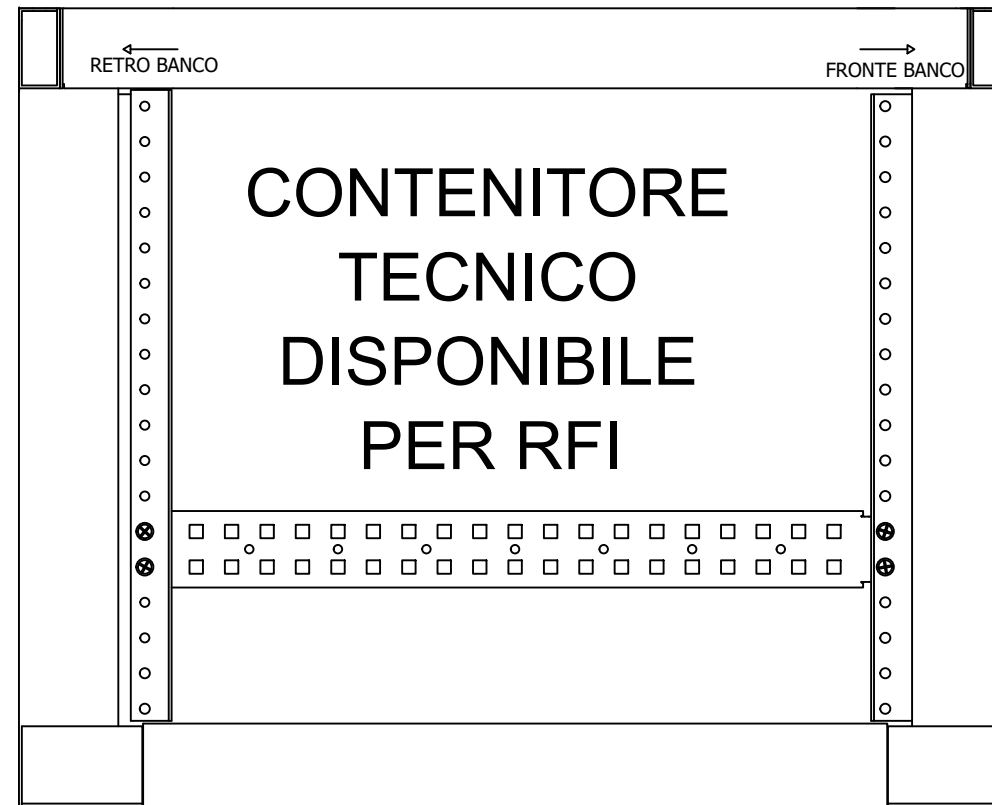 RETRO BANCO
FRONTE BANCO
CONTENITORE
TECNICO
DISPONIBILE
PER RFI